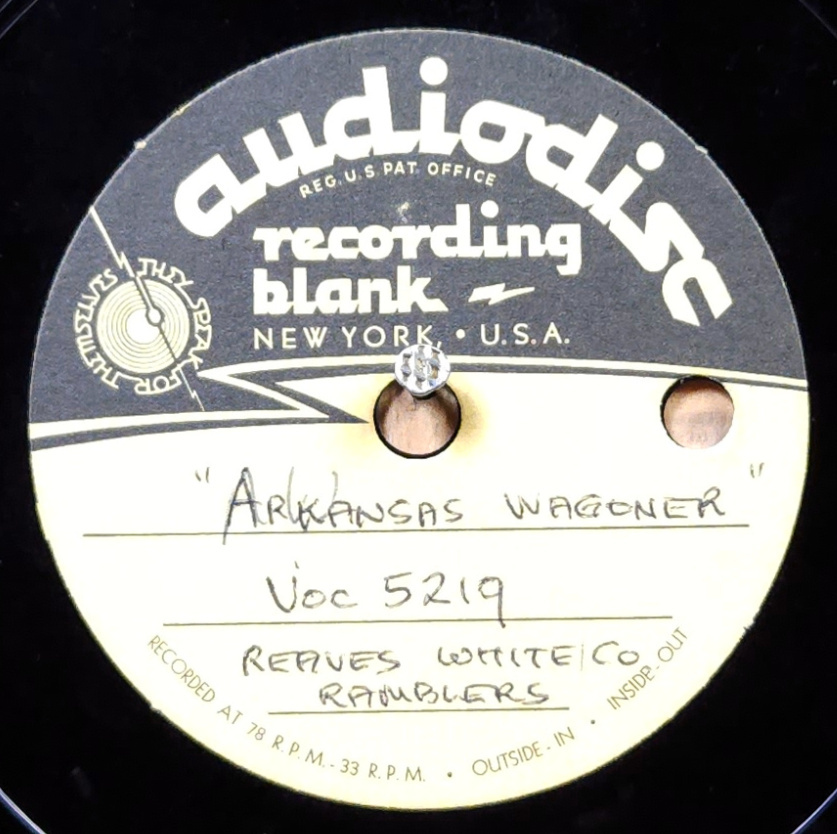 audiodisc
REG. U.S PAT. OFFICE
recording
blank
NEW YORK, • U.S.A.
THEY SPEAK FOR THEMSELVES
"ARKANSAS WAGONER"
Voc 5219
REAVES WHITE CO
RAMBLERS
RECORDED AT 78 R.P.M. - 33 R.P.M. • OUTSIDE - IN • INSIDE - OUT